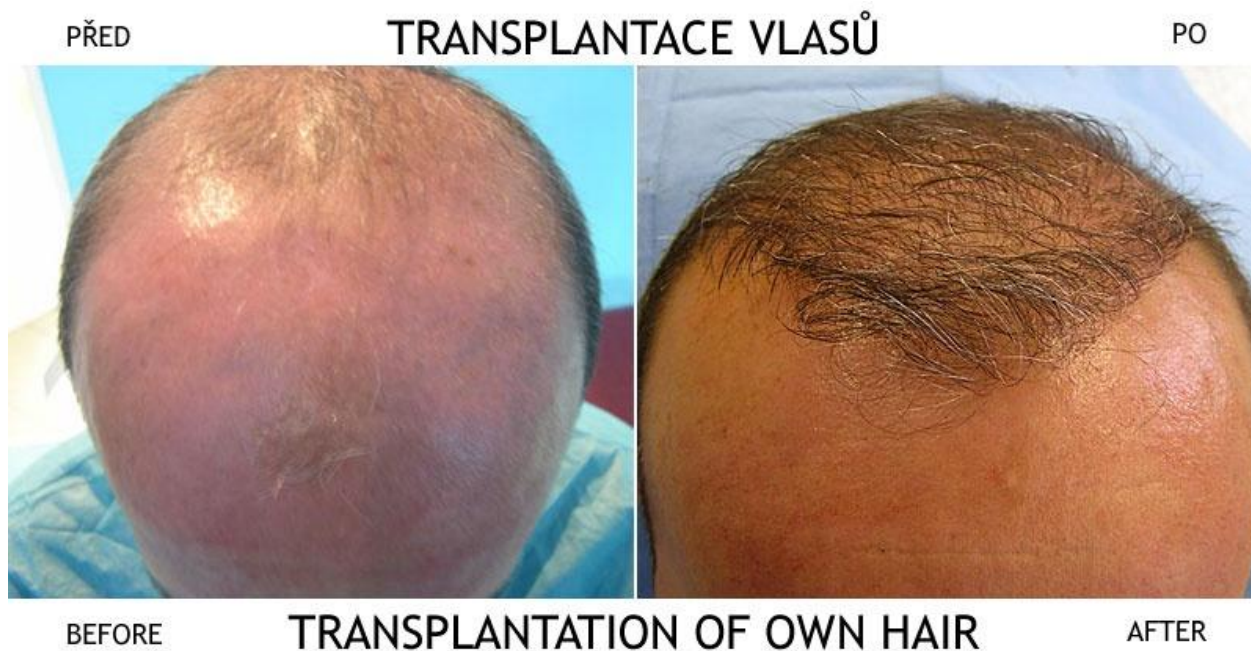 PŘED TRANSPLANTACE VLASŮ PO
BEFORE TRANSPLANTATION OF OWN HAIR AFTER